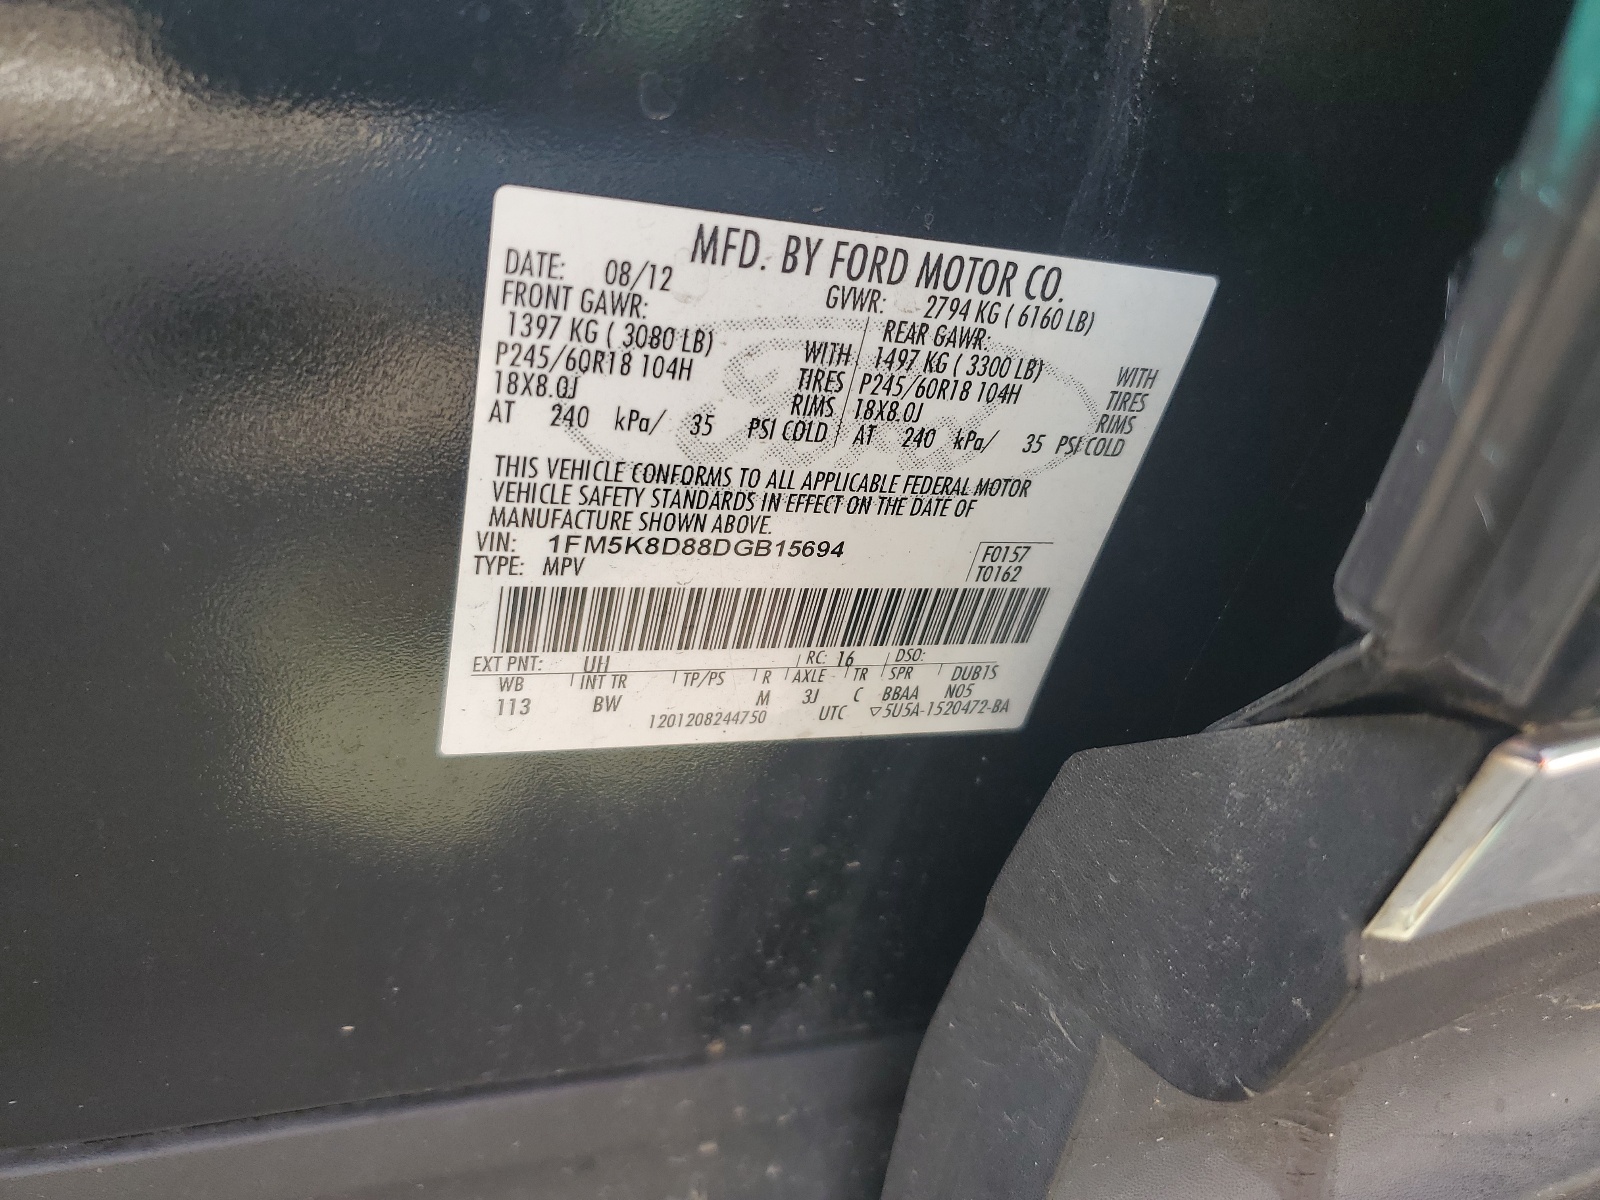 MFD. BY FORD MOTOR CO.
DATE: 08/12 GVWR: 2794 KG ( 6160 LB)
FRONT GAWR: REAR GAWR:
1397 KG ( 3080 LB) WITH 1497 KG ( 3300 LB) WITH
P245/60R18 104H TIRES P245/60R18 104H TIRES
18X8.0J RIMS 18X8.0J RIMS
AT 240 kPa/ 35 PSI COLD AT 240 kPa/ 35 PSI COLD
THIS VEHICLE CONFORMS TO ALL APPLICABLE FEDERAL MOTOR
VEHICLE SAFETY STANDARDS IN EFFECT ON THE DATE OF
MANUFACTURE SHOWN ABOVE.
VIN: 1FM5K8D88DGB15694 F0157
TYPE: MPV T0162
EXT PNT: UH RC: 16 DSO:
WB INT TR TP/PS R AXLE TR SPR DUB1S
113 BW M 3J C BBAA N05
1201208244750 UTC ▽5U5A-1520472-BA